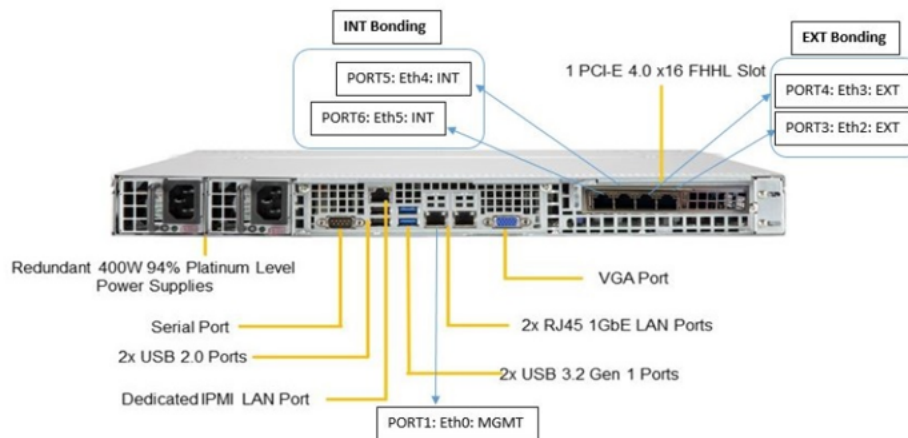 INT Bonding
EXT Bonding
1 PCI-E 4.0 x16 FHHL Slot
PORT5: Eth4: INT
PORT4: Eth3: EXT
PORT6: Eth5: INT
PORT3: Eth2: EXT
Redundant 400W 94% Platinum Level
Power Supplies
VGA Port
Serial Port
2x RJ45 1GbE LAN Ports
2x USB 2.0 Ports
2x USB 3.2 Gen 1 Ports
Dedicated IPMI LAN Port
PORT1: Eth0: MGMT